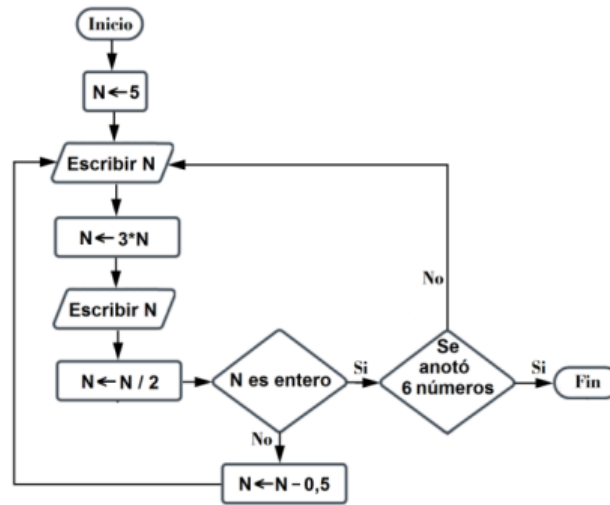 Inicio
N←5
Escribir N
N←3*N
Escribir N
N←N / 2
N es entero
Si
No
N←N – 0,5
Se
anotó
6 números
No
Si
Fin